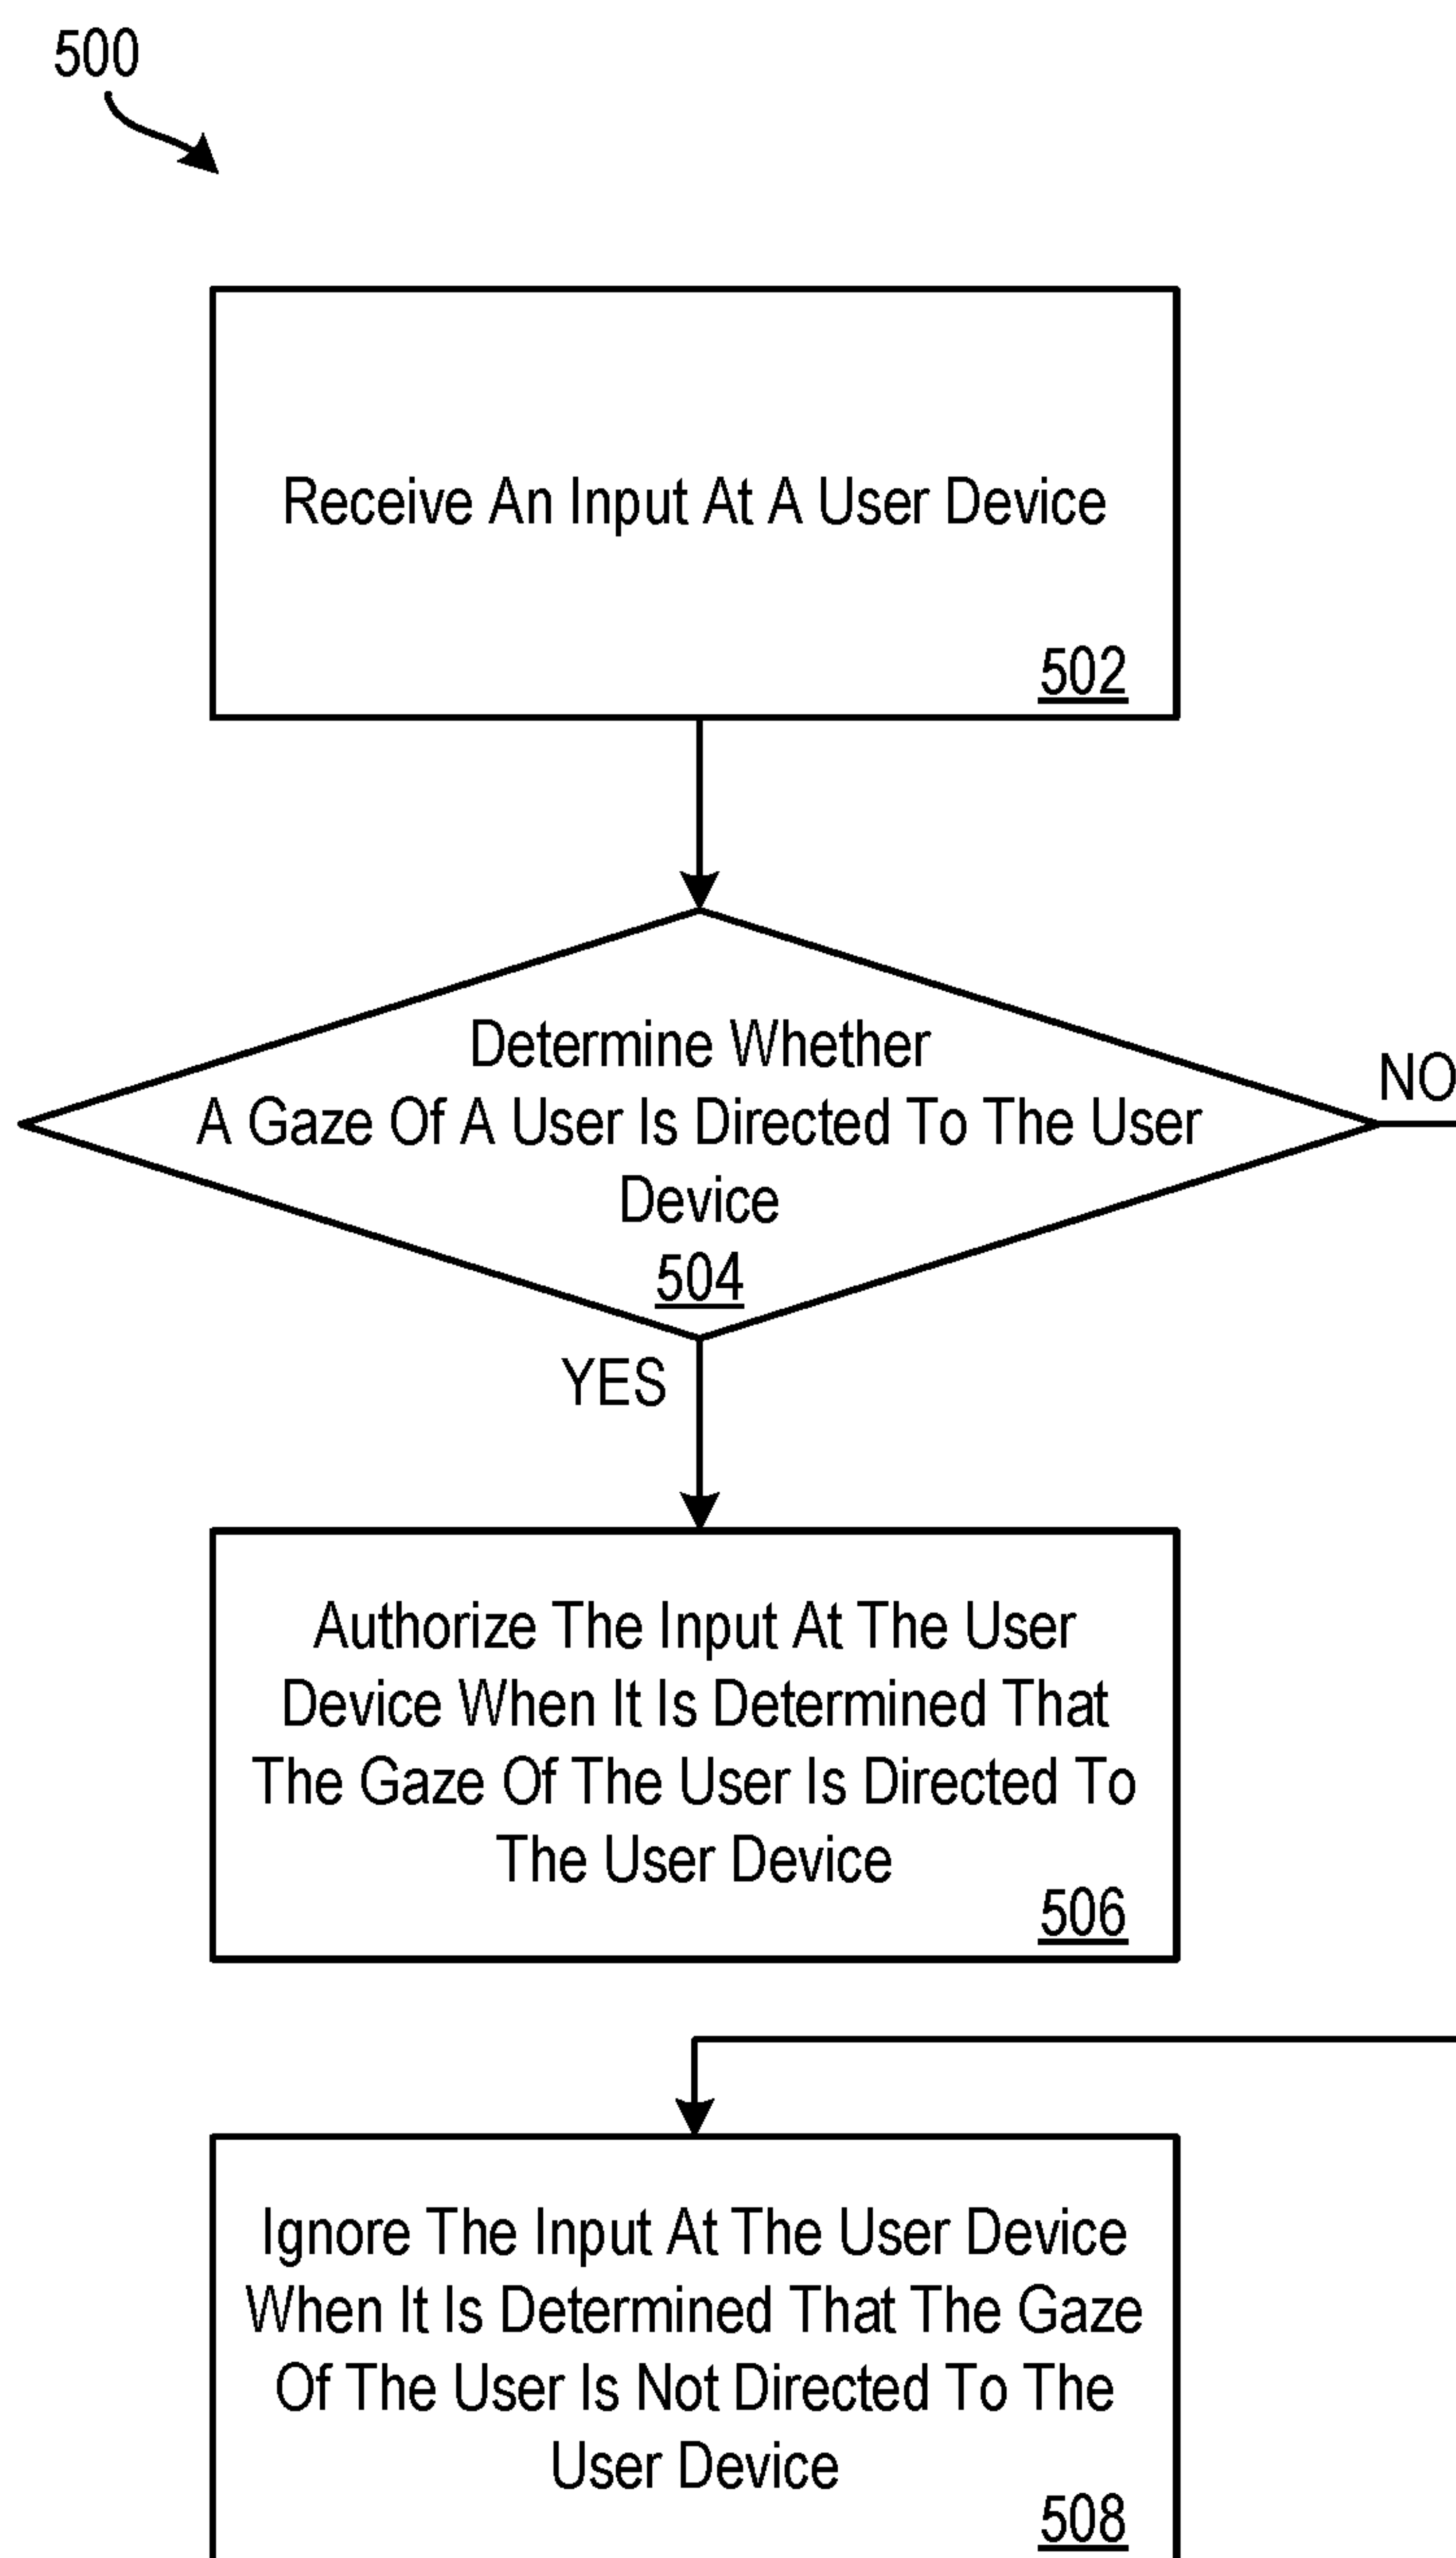 500
Receive An Input At A User Device
502
Determine Whether
A Gaze Of A User Is Directed To The User
Device
504
NO
YES
Authorize The Input At The User
Device When It Is Determined That
The Gaze Of The User Is Directed To
The User Device
506
Ignore The Input At The User Device
When It Is Determined That The Gaze
Of The User Is Not Directed To The
User Device
508